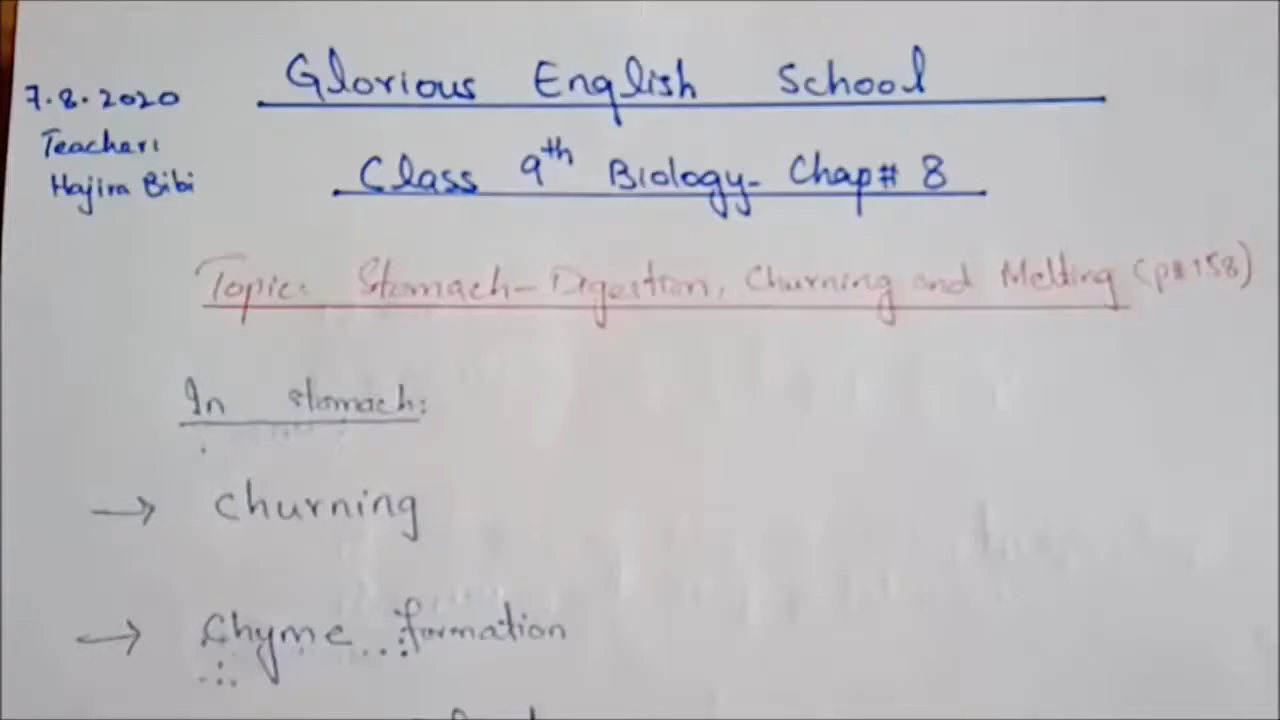 Glorious English School
7.8.2020
Teacher:
Hajira Bibi
Class 9th Biology- Chap# 8
Topic: Stomach-Digestion, Churning and Melting (p#158)
In stomach:
→ Churning
→ Chyme formation